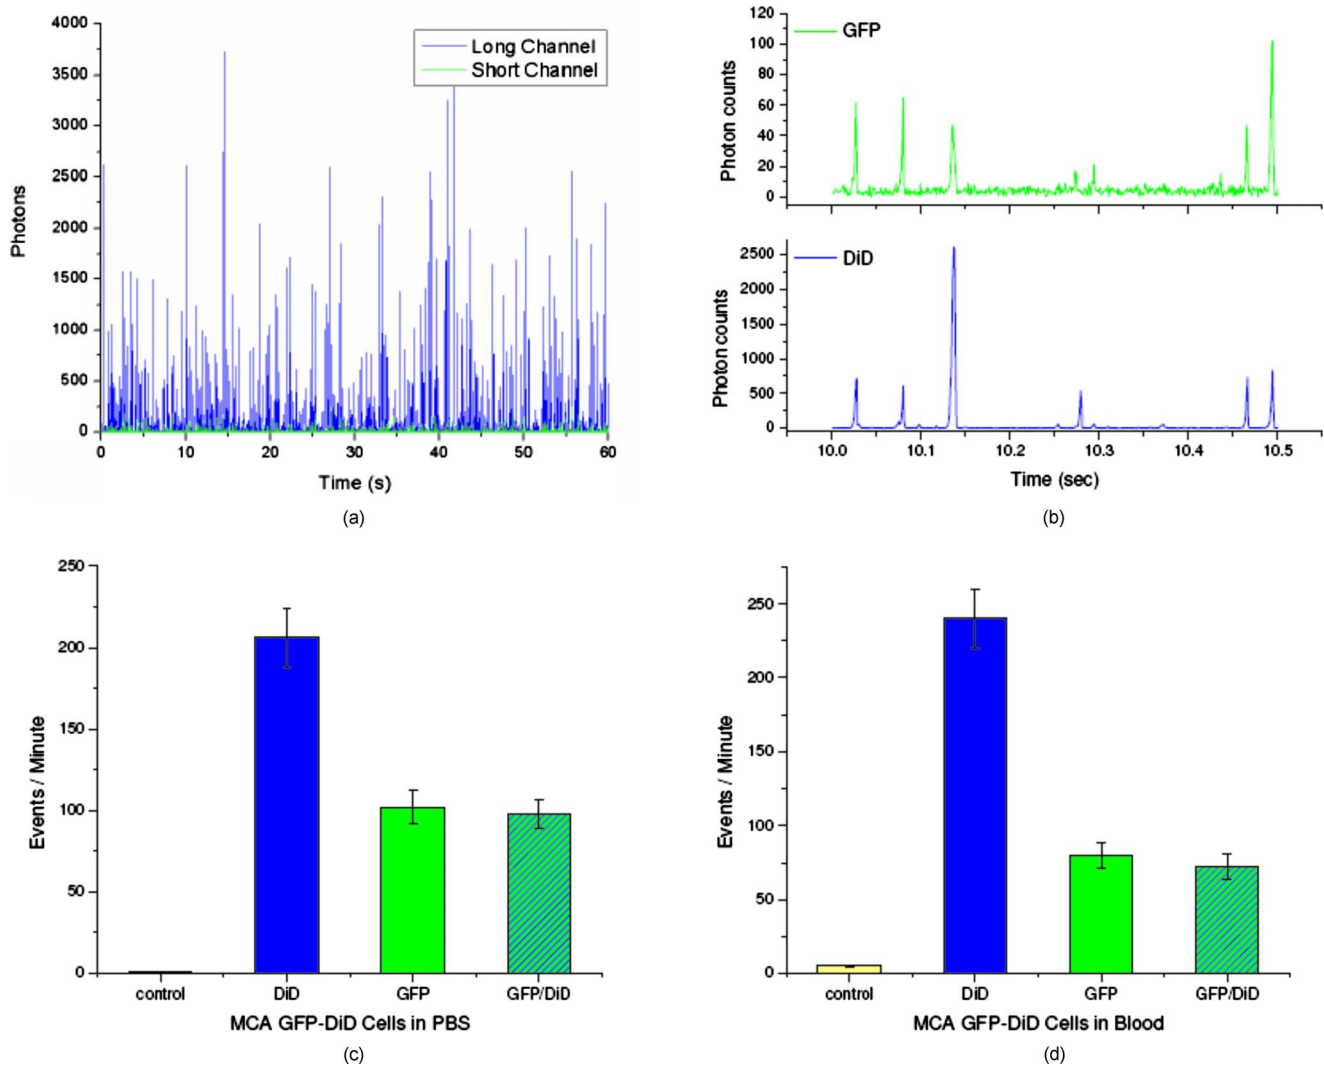 4000
3500
3000
2500
2000
1500
1000
500
0
Photons
Long Channel
Short Channel
0 10 20 30 40 50 60
Time (s)
(a)
120
100
80
60
40
20
0
Photon counts
GFP
2500
2000
1500
1000
500
0
Photon counts
DiD
10.0 10.1 10.2 10.3 10.4 10.5
Time (sec)
(b)
250
200
150
100
50
0
Events / Minute
control DiD GFP GFP/DiD
MCA GFP-DiD Cells in PBS
(c)
250
200
150
100
50
0
Events / Minute
control DiD GFP GFP/DiD
MCA GFP-DiD Cells in Blood
(d)